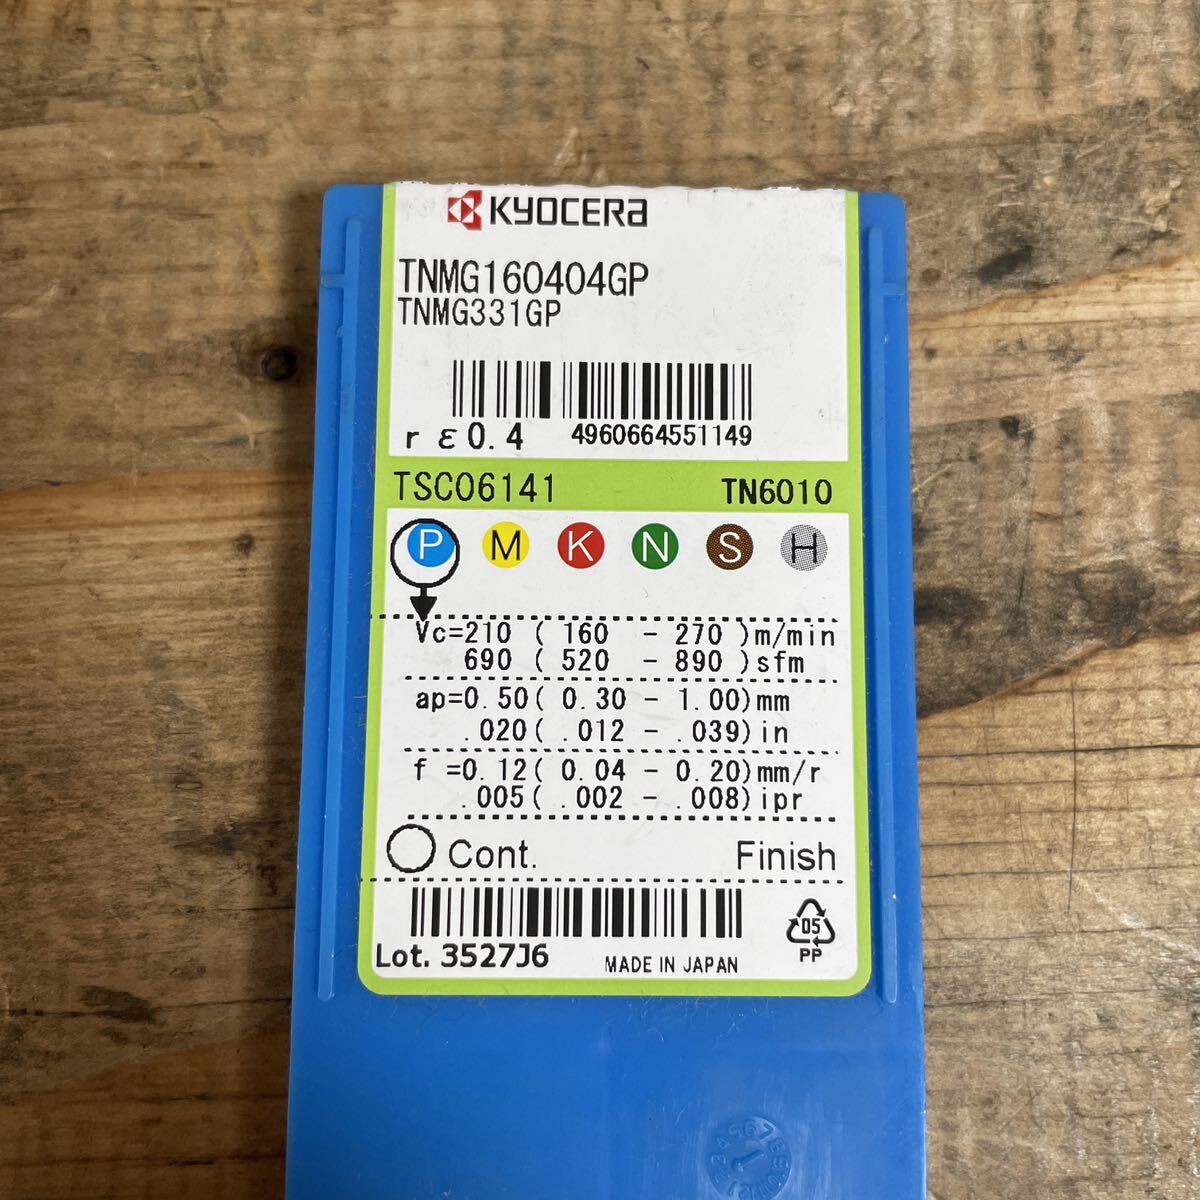 KYOCERA
TNMG160404GP
TNMG331GP
rε0.4 4960664551149
TSC06141 TN6010
P M K N S H
Vc=210 ( 160 - 270 )m/min
690 ( 520 - 890 )sfm
ap=0.50( 0.30 - 1.00)mm
.020( .012 - .039)in
f =0.12( 0.04 - 0.20)mm/r
.005( .002 - .008)ipr
Cont. Finish
Lot. 3527J6 MADE IN JAPAN
05
PP